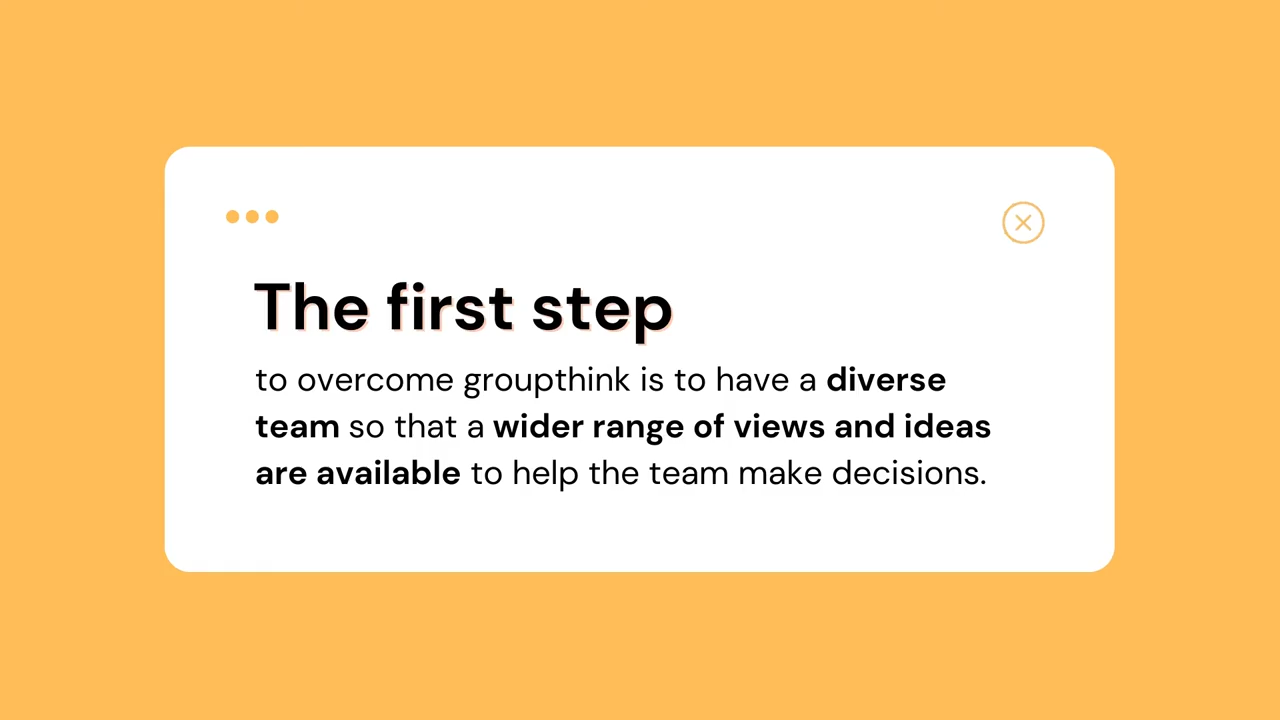 The first step
to overcome groupthink is to have a diverse
team so that a wider range of views and ideas
are available to help the team make decisions.